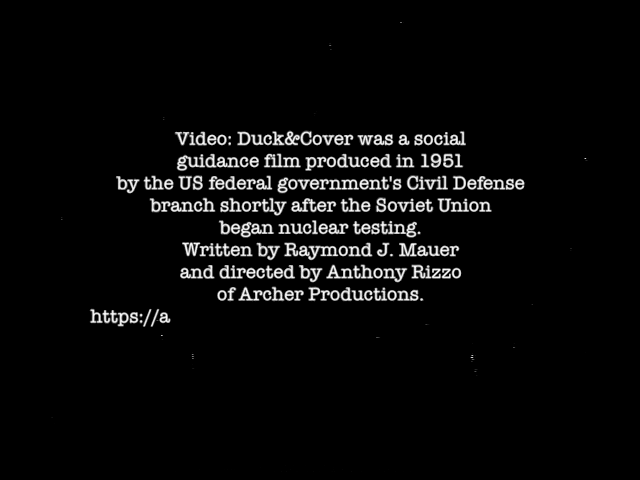 Video: Duck&Cover was a social
guidance film produced in 1951
by the US federal government's Civil Defense
branch shortly after the Soviet Union
began nuclear testing.
Written by Raymond J. Mauer
and directed by Anthony Rizzo
of Archer Productions.
https://a